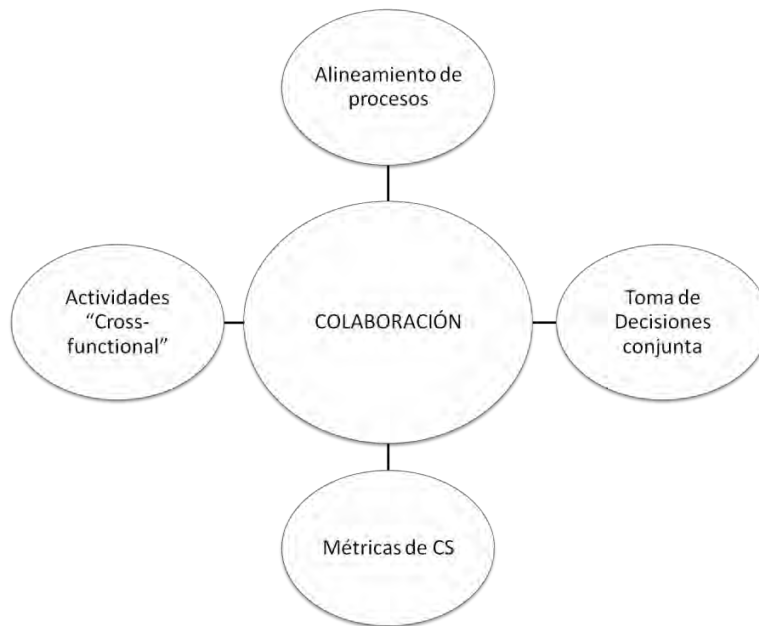 Alineamiento de
procesos
Actividades
“Cross-
functional”
COLABORACIÓN
Toma de
Decisiones
conjunta
Métricas de CS